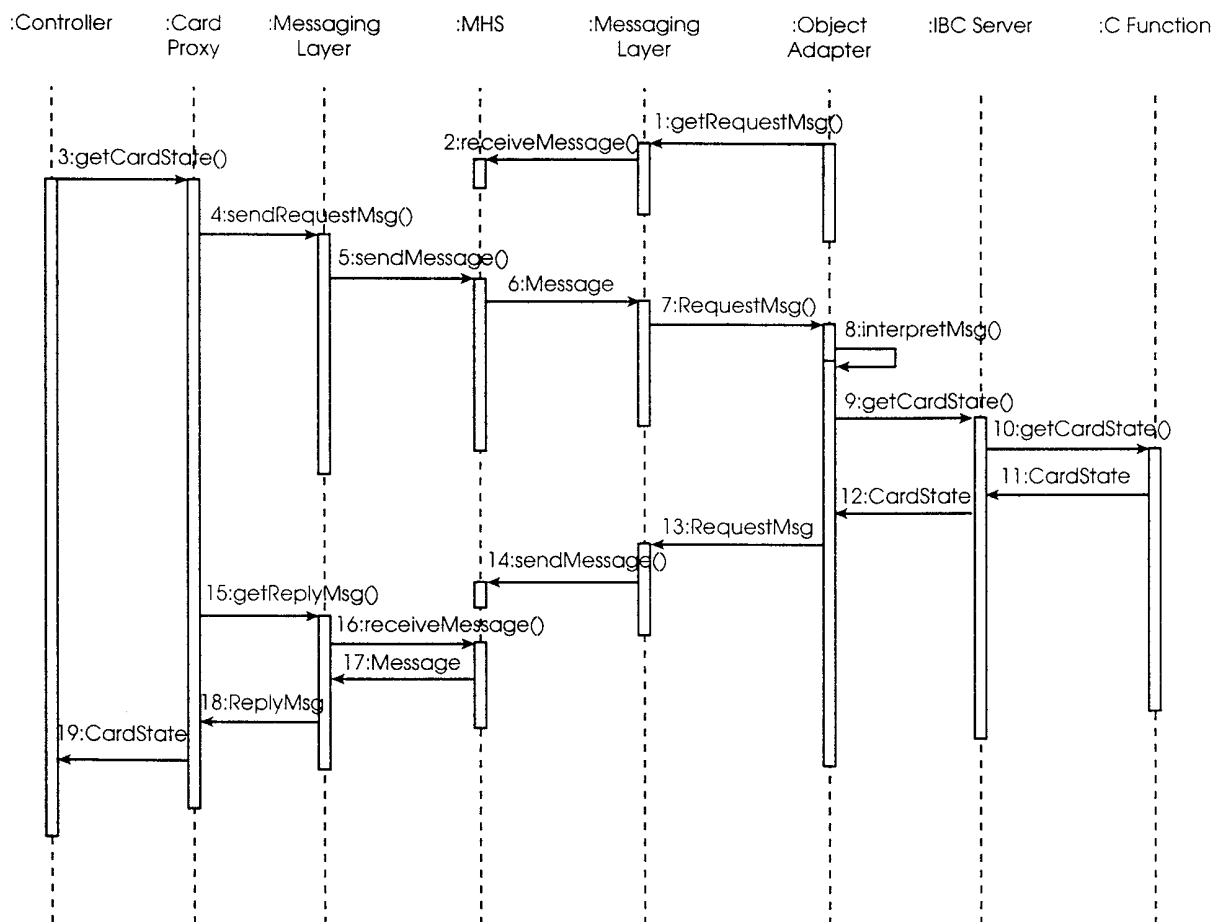 :Controller
:Card
Proxy
:Messaging
Layer
:MHS
:Messaging
Layer
:Object
Adapter
:IBC Server
:C Function
1:getRequestMsg()
2:receiveMessage()
3:getCardState()
4:sendRequestMsg()
5:sendMessage()
6:Message
7:RequestMsg()
8:interpretMsg()
9:getCardState()
10:getCardState()
11:CardState
12:CardState
13:RequestMsg
14:sendMessage()
15:getReplyMsg()
16:receiveMessage()
17:Message
18:ReplyMsg
19:CardState